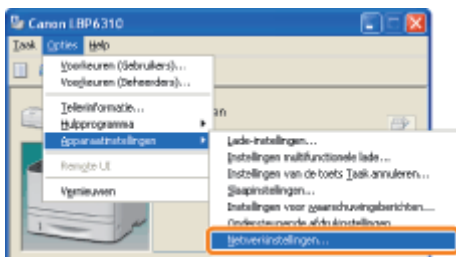 Canon LBP6310
Taak Opties Help
Voorkeuren (Gebruikers)...
Voorkeuren (Beheerders)...
Tellerinformatie...
Hulpprogramma
Apparaatinstellingen
Remote UI
Vernieuwen
an
Lade-instellingen...
Instellingen multifunctionele lade...
Instellingen van de toets Taak annuleren...
Slaapinstellingen...
Instellingen voor waarschuwingsberichten...
Ondersteunende afdrukinstellingen
Netwerkinstellingen...